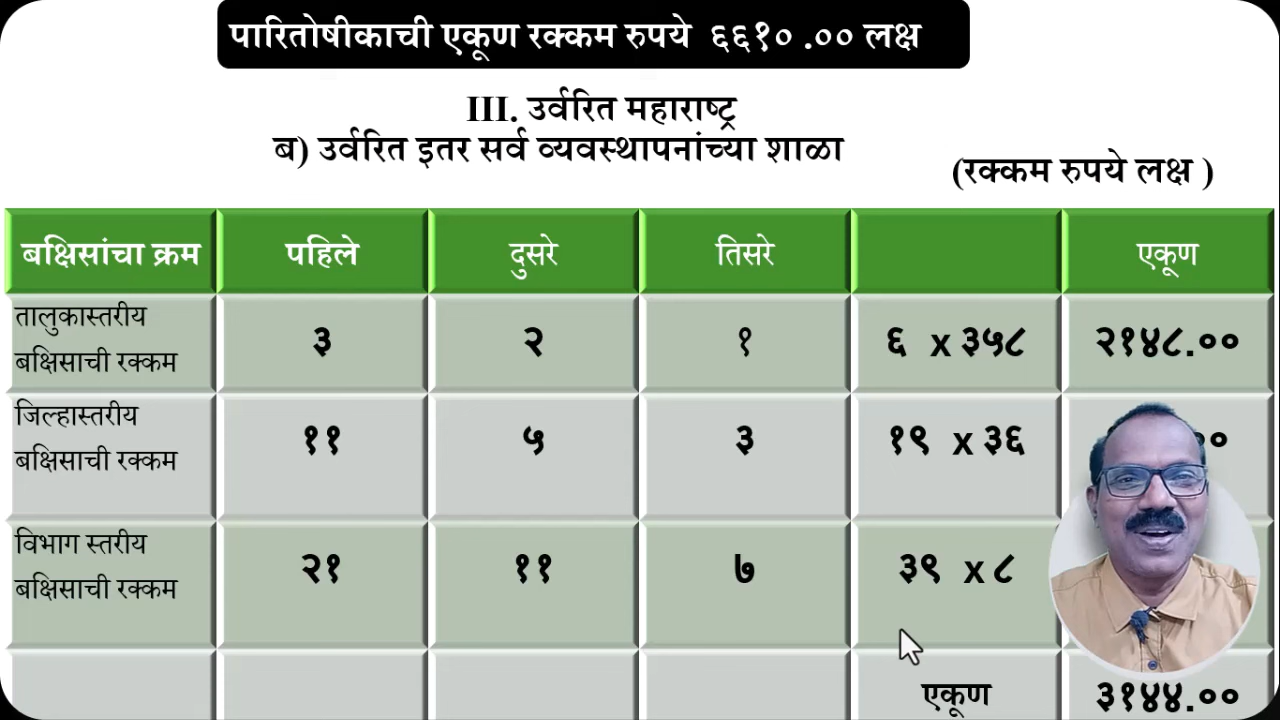 पारितोषीकाची एकूण रक्कम रुपये ६६१० .०० लक्ष
III. उर्वरित महाराष्ट्र
ब) उर्वरित इतर सर्व व्यवस्थापनांच्या शाळा
(रक्कम रुपये लक्ष )
बक्षिसांचा क्रम पहिले दुसरे तिसरे एकूण
तालुकास्तरीय
बक्षिसाची रक्कम ३ २ १ ६ x ३५८ २१४८.००
जिल्हास्तरीय
बक्षिसाची रक्कम ११ ५ ३ १९ x ३६
विभाग स्तरीय
बक्षिसाची रक्कम २१ ११ ७ ३९ x ८
एकूण ३१४४.००